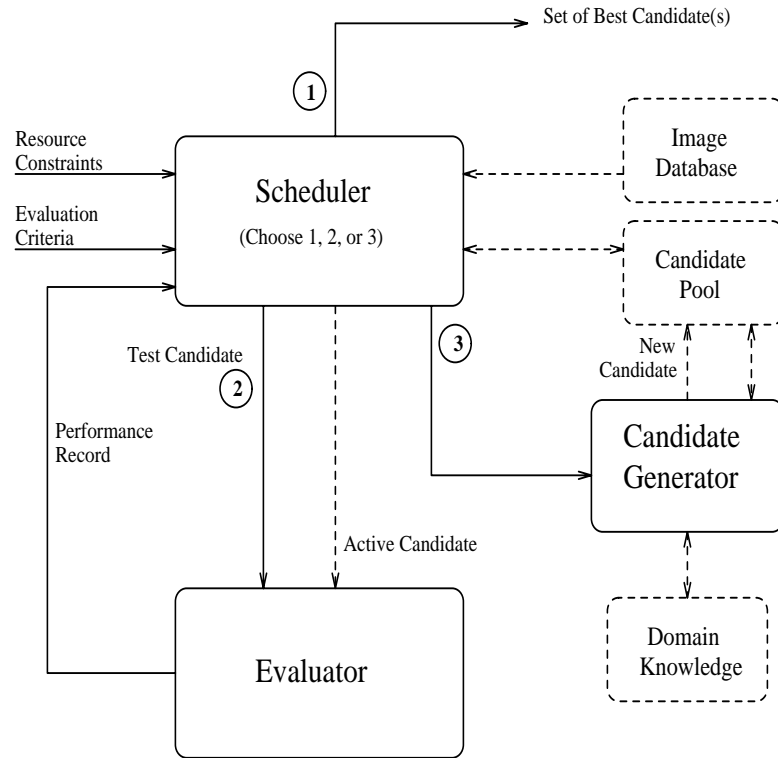 Set of Best Candidate(s)
1
Resource
Constraints
Image
Database
Scheduler
(Choose 1, 2, or 3)
Evaluation
Criteria
Candidate
Pool
3
New
Candidate
Test Candidate
2
Performance
Record
Candidate
Generator
Active Candidate
Domain
Knowledge
Evaluator